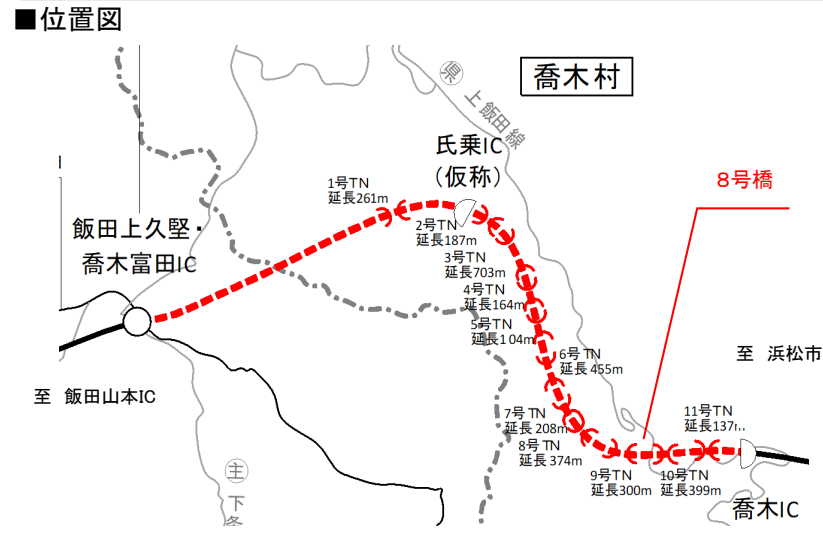 ■位置図
喬木村
県 上飯田線
氏乗IC
（仮称）
8号橋
1号TN
延長261m
2号TN
延長187m
3号TN
延長703m
4号TN
延長164m
5号TN
延長104m
6号TN
延長455m
7号TN
延長208m
8号TN
延長374m
9号TN
延長300m
10号TN
延長399m
11号TN
延長137m
飯田上久堅・
喬木富田IC
至 飯田山本IC
至 浜松市
喬木IC
主 下条